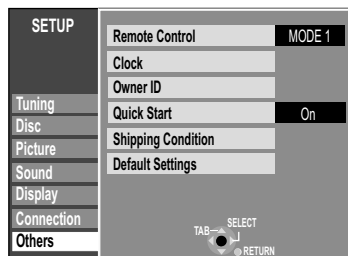 SETUP
Tuning
Disc
Picture
Sound
Display
Connection
Others
Remote Control MODE 1
Clock
Owner ID
Quick Start On
Shipping Condition
Default Settings
SELECT
TAB
RETURN